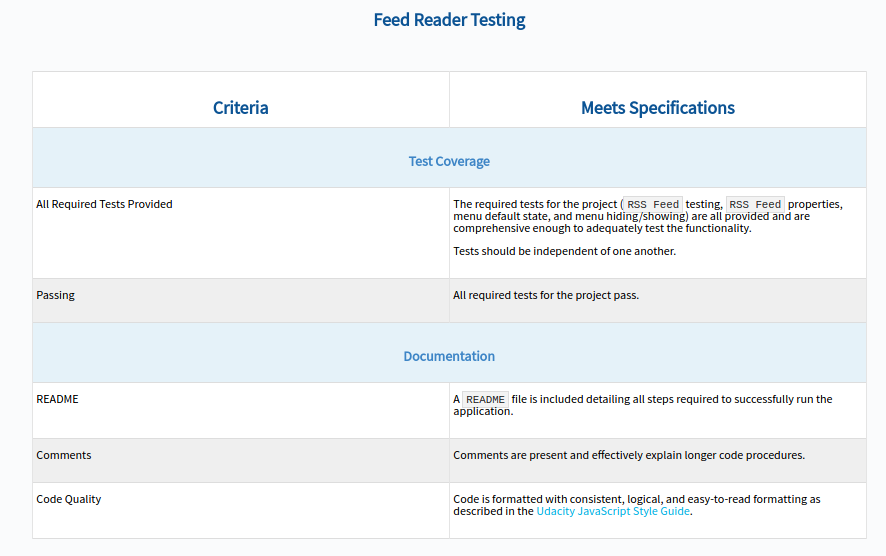 Feed Reader Testing
Criteria
Meets Specifications
Test Coverage
All Required Tests Provided
The required tests for the project ( RSS Feed testing, RSS Feed properties,
menu default state, and menu hiding/showing) are all provided and are
comprehensive enough to adequately test the functionality.
Tests should be independent of one another.
Passing
All required tests for the project pass.
Documentation
README
A README file is included detailing all steps required to successfully run the
application.
Comments
Comments are present and effectively explain longer code procedures.
Code Quality
Code is formatted with consistent, logical, and easy-to-read formatting as
described in the Udacity JavaScript Style Guide.